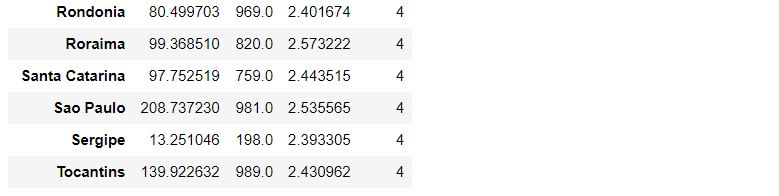 Rondonia 80.499703 969.0 2.401674 4
Roraima 99.368510 820.0 2.573222 4
Santa Catarina 97.752519 759.0 2.443515 4
Sao Paulo 208.737230 981.0 2.535565 4
Sergipe 13.251046 198.0 2.393305 4
Tocantins 139.922632 989.0 2.430962 4